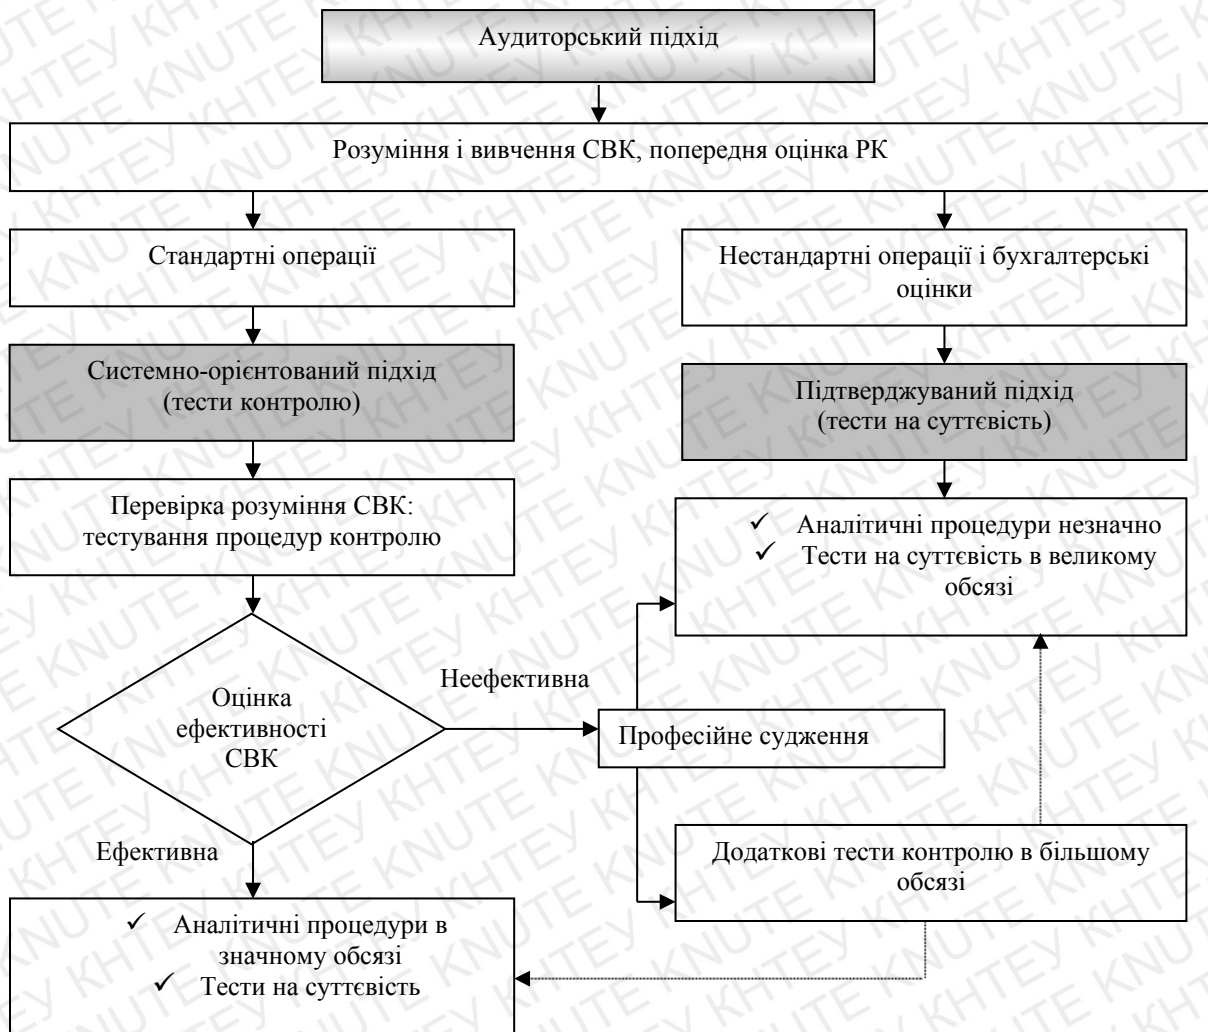 Аудиторський підхід
Розуміння і вивчення СВК, попередня оцінка РК
Стандартні операції
Нестандартні операції і бухгалтерські
оцінки
Системно-орієнтований підхід
(тести контролю)
Підтверджуваний підхід
(тести на суттєвість)
Перевірка розуміння СВК:
тестування процедур контролю
✓ Аналітичні процедури незначно
✓ Тести на суттєвість в великому
обсязі
Оцінка
ефективності
СВК
Неефективна
Професійне судження
Ефективна
Додаткові тести контролю в більшому
обсязі
✓ Аналітичні процедури в
значному обсязі
✓ Тести на суттєвість